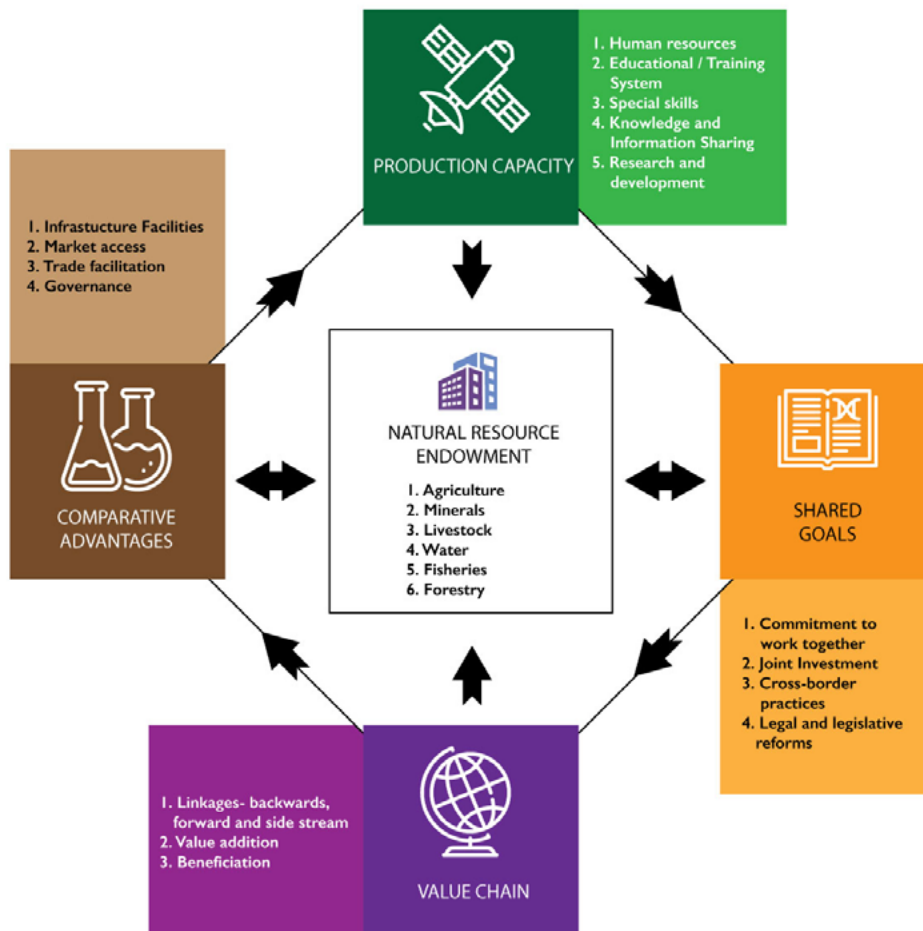 PRODUCTION CAPACITY
1. Human resources
2. Educational / Training
System
3. Special skills
4. Knowledge and
Information Sharing
5. Research and
development
1. Infrastucture Facilities
2. Market access
3. Trade facilitation
4. Governance
COMPARATIVE
ADVANTAGES
NATURAL RESOURCE
ENDOWMENT
1. Agriculture
2. Minerals
3. Livestock
4. Water
5. Fisheries
6. Forestry
SHARED
GOALS
1. Commitment to
work together
2. Joint Investment
3. Cross-border
practices
4. Legal and legislative
reforms
1. Linkages- backwards,
forward and side stream
2. Value addition
3. Beneficiation
VALUE CHAIN